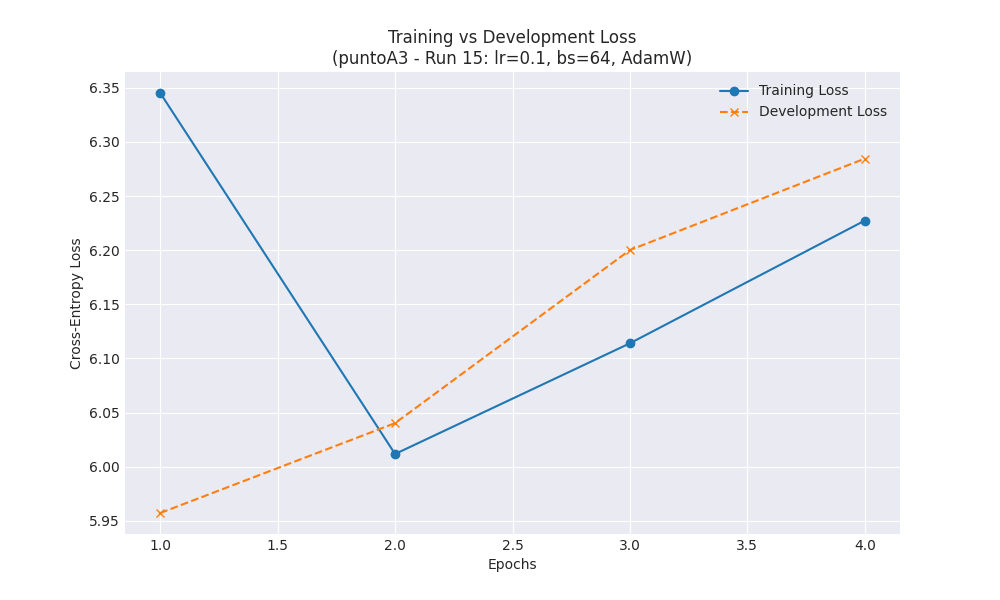 Training vs Development Loss
(puntoA3 - Run 15: lr=0.1, bs=64, AdamW)
Training Loss
Development Loss
Cross-Entropy Loss
6.35
6.30
6.25
6.20
6.15
6.10
6.05
6.00
5.95
1.0 1.5 2.0 2.5 3.0 3.5 4.0
Epochs